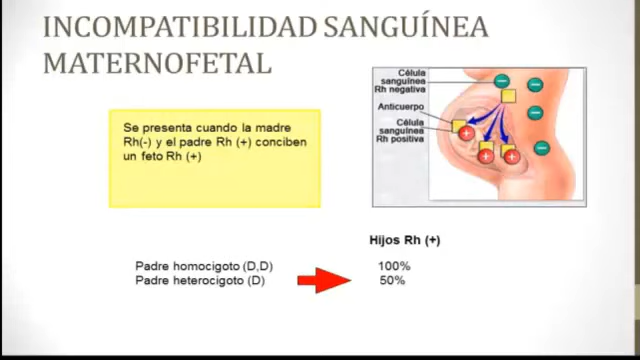 INCOMPATIBILIDAD SANGUÍNEA
MATERNOFETAL
Se presenta cuando la madre
Rh(-) y el padre Rh (+) conciben
un feto Rh (+)
Célula
sanguínea
Rh negativa
Anticuerpo
Célula
sanguínea
Rh positiva
Hijos Rh (+)
Padre homocigoto (D,D) 100%
Padre heterocigoto (D) 50%